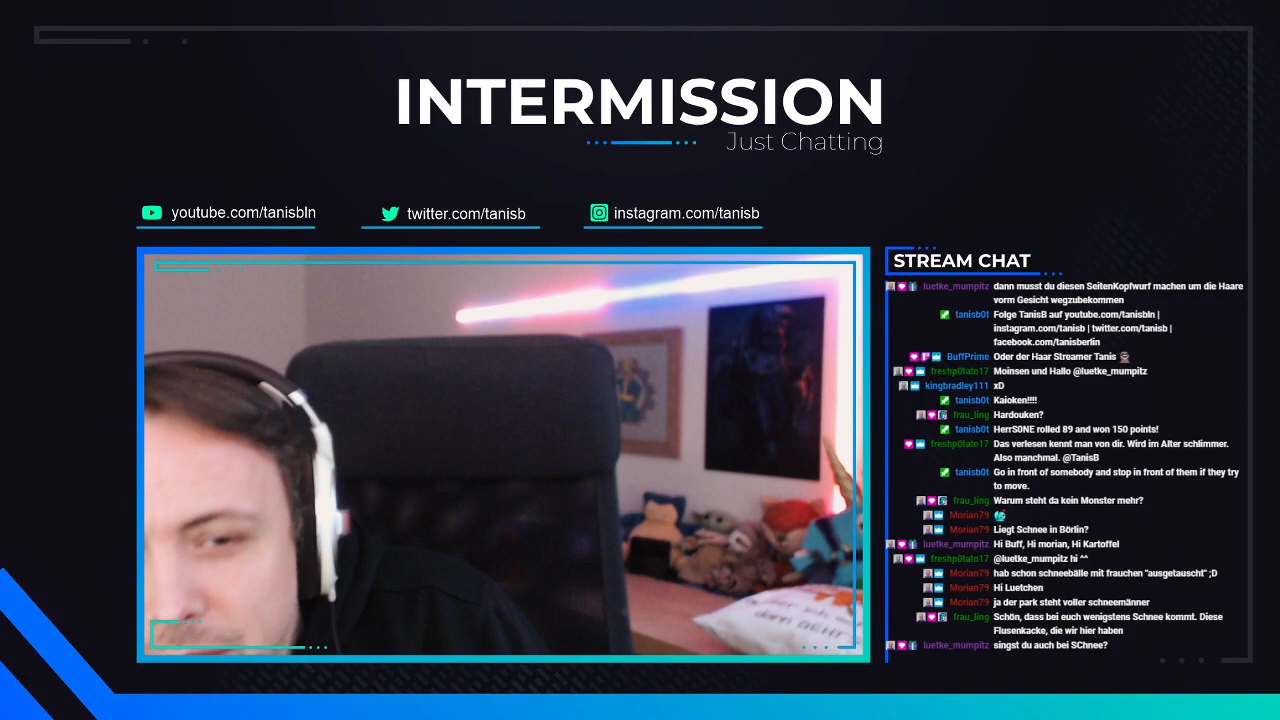 INTERMISSION
Just Chatting
youtube.com/tanisbln
twitter.com/tanisb
instagram.com/tanisb
STREAM CHAT
luetke_mumpitz dann musst du diesen SeitenKopfwurf machen um die Haare
vorm Gesicht wegzubekommen
tanisb0t Folge TanisB auf youtube.com/tanisbln |
instagram.com/tanisb | twitter.com/tanisb |
facebook.com/tanisberlin
BuffPrime Oder der Haar Streamer Tanis
freshp0tato17 Moinsen und Hallo @luetke_mumpitz
kingbradley111 xD
tanisb0t Kaioken!!!!
frau_ling Hardouken?
tanisb0t HerrS0NE rolled 89 and won 150 points!
freshp0tato17 Das verlesen kennt man von dir. Wird im Alter schlimmer.
Also manchmal. @TanisB
tanisb0t Go in front of somebody and stop in front of them if they try
to move.
frau_ling Warum steht da kein Monster mehr?
Morian79
Morian79 Liegt Schnee in Börlin?
luetke_mumpitz Hi Buff, Hi morian, Hi Kartoffel
freshp0tato17 @luetke_mumpitz hi ^^
Morian79 hab schon schneebälle mit frauchen "ausgetauscht" ;D
Morian79 Hi Luetchen
Morian79 ja der park steht voller schneemänner
frau_ling Schön, dass bei euch wenigstens Schnee kommt. Diese
Flusenkacke, die wir hier haben
luetke_mumpitz singst du auch bei SChnee?
dann GEHT